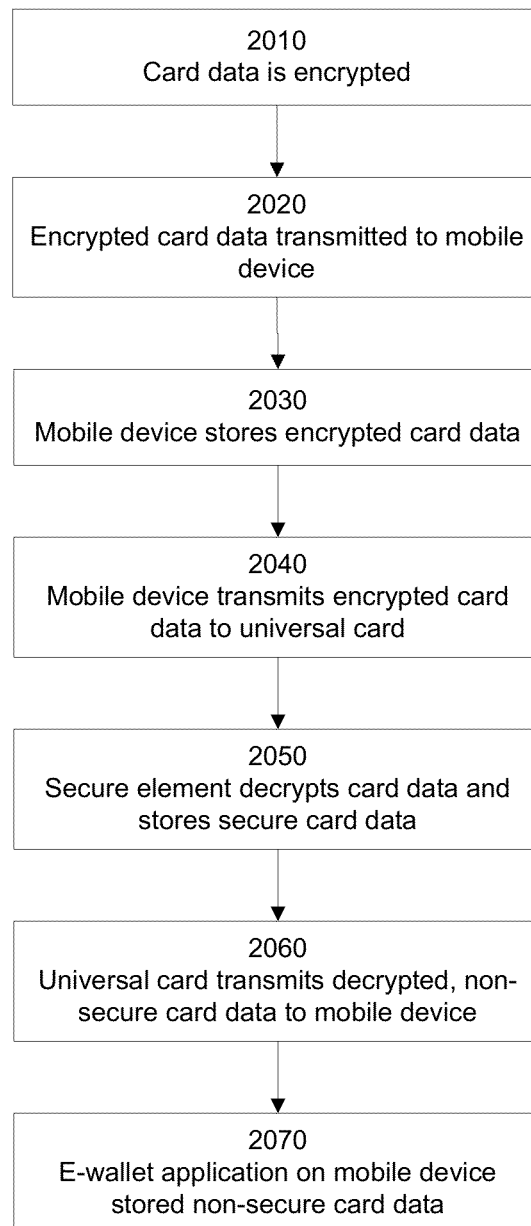 2010
Card data is encrypted
2020
Encrypted card data transmitted to mobile
device
2030
Mobile device stores encrypted card data
2040
Mobile device transmits encrypted card
data to universal card
2050
Secure element decrypts card data and
stores secure card data
2060
Universal card transmits decrypted, non-
secure card data to mobile device
2070
E-wallet application on mobile device
stored non-secure card data